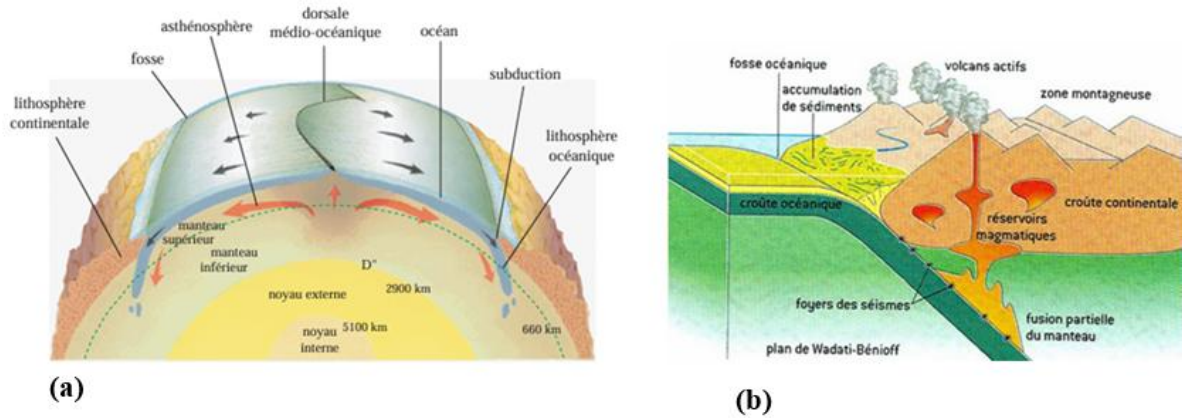 dorsale
médio-océanique
asthénosphère
océan
fosse
subduction
lithosphère
continentale
lithosphère
océanique
manteau
supérieur
manteau
inférieur
D"
noyau externe
2900 km
5100 km
noyau
interne
660 km
(a)
fosse océanique
volcans actifs
accumulation
de sédiments
zone montagneuse
croûte océanique
croûte continentale
réservoirs
magmatiques
foyers des séismes
fusion partielle
du manteau
plan de Wadati-Bénioff
(b)